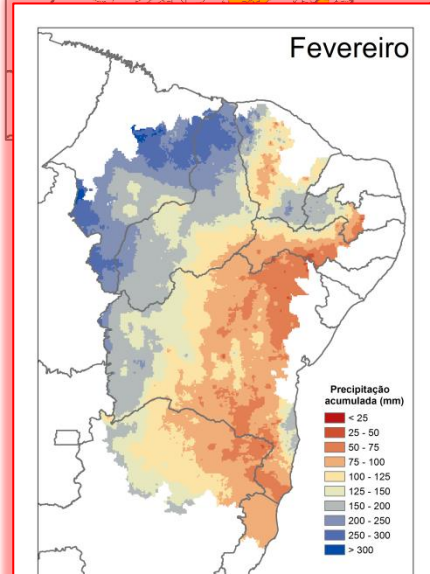 Fevereiro
Precipitação
acumulada (mm)
< 25
25 - 50
50 - 75
75 - 100
100 - 125
125 - 150
150 - 200
200 - 250
250 - 300
> 300